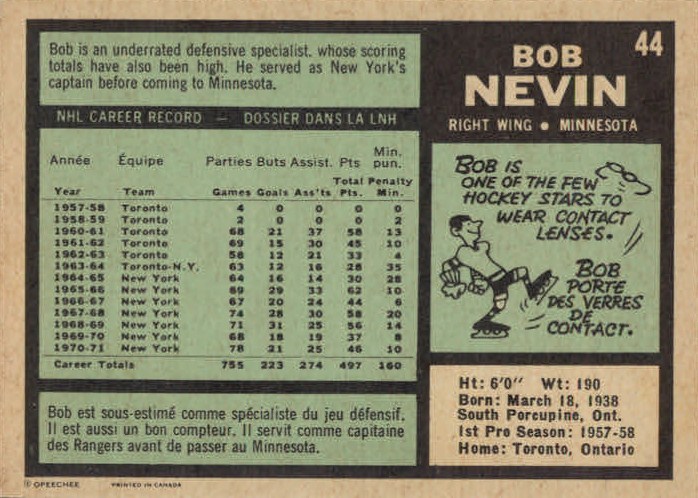 Bob is an underrated defensive specialist. whose scoring
totals have also been high. He served as New York's
captain before coming to Minnesota.
44
BOB
NEVIN
RIGHT WING • MINNESOTA
NHL CAREER RECORD — DOSSIER DANS LA LNH
Année Équipe Parties Buts Assist. Pts Min. pun.
Year Team Games Goals Ass'ts Total Pts. Penalty Min.
1957-58 Toronto 4 0 0 0 0
1958-59 Toronto 2 0 0 0 2
1960-61 Toronto 68 21 37 58 13
1961-62 Toronto 69 15 30 45 10
1962-63 Toronto 58 12 21 33 4
1963-64 Toronto-N.Y. 63 12 16 28 35
1964-65 New York 64 16 14 30 28
1965-66 New York 69 29 33 62 10
1966-67 New York 67 20 24 44 6
1967-68 New York 74 28 30 58 20
1968-69 New York 71 31 25 56 14
1969-70 New York 68 18 19 37 8
1970-71 New York 78 21 25 46 10
Career Totals 755 223 274 497 160
BOB IS
ONE OF THE FEW
HOCKEY STARS TO
WEAR CONTACT
LENSES.
BOB
PORTE
DES VERRES
DE
CONTACT.
Bob est sous-estimé comme spécialiste du jeu défensif.
Il est aussi un bon compteur. Il servit comme capitaine
des Rangers avant de passer au Minnesota.
Ht: 6'0" Wt: 190
Born: March 18, 1938
South Porcupine, Ont.
1st Pro Season: 1957-58
Home: Toronto, Ontario
© OPEECHEE PRINTED IN CANADA